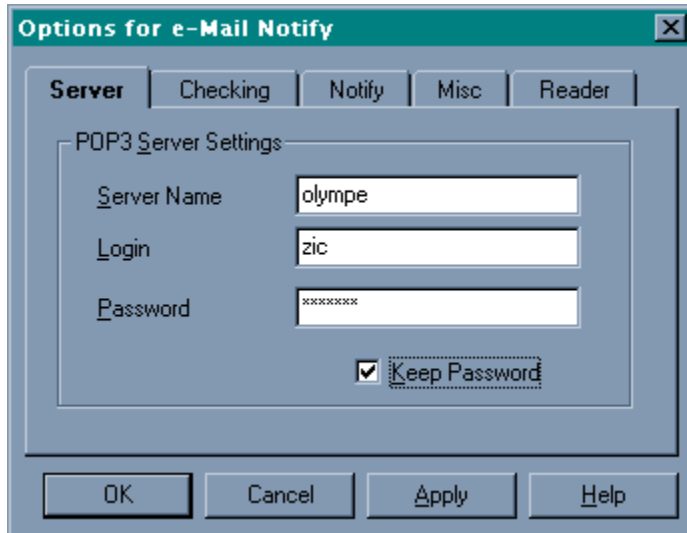 Options for e-Mail Notify
Server Checking Notify Misc Reader
POP3 Server Settings
Server Name olympe
Login zic
Password *******
Keep Password
OK Cancel Apply Help